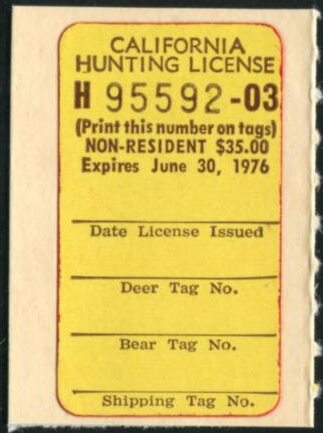 CALIFORNIA
HUNTING LICENSE
H 95592-03
(Print this number on tags)
NON-RESIDENT $35.00
Expires June 30, 1976
Date License Issued
Deer Tag No.
Bear Tag No.
Shipping Tag No.